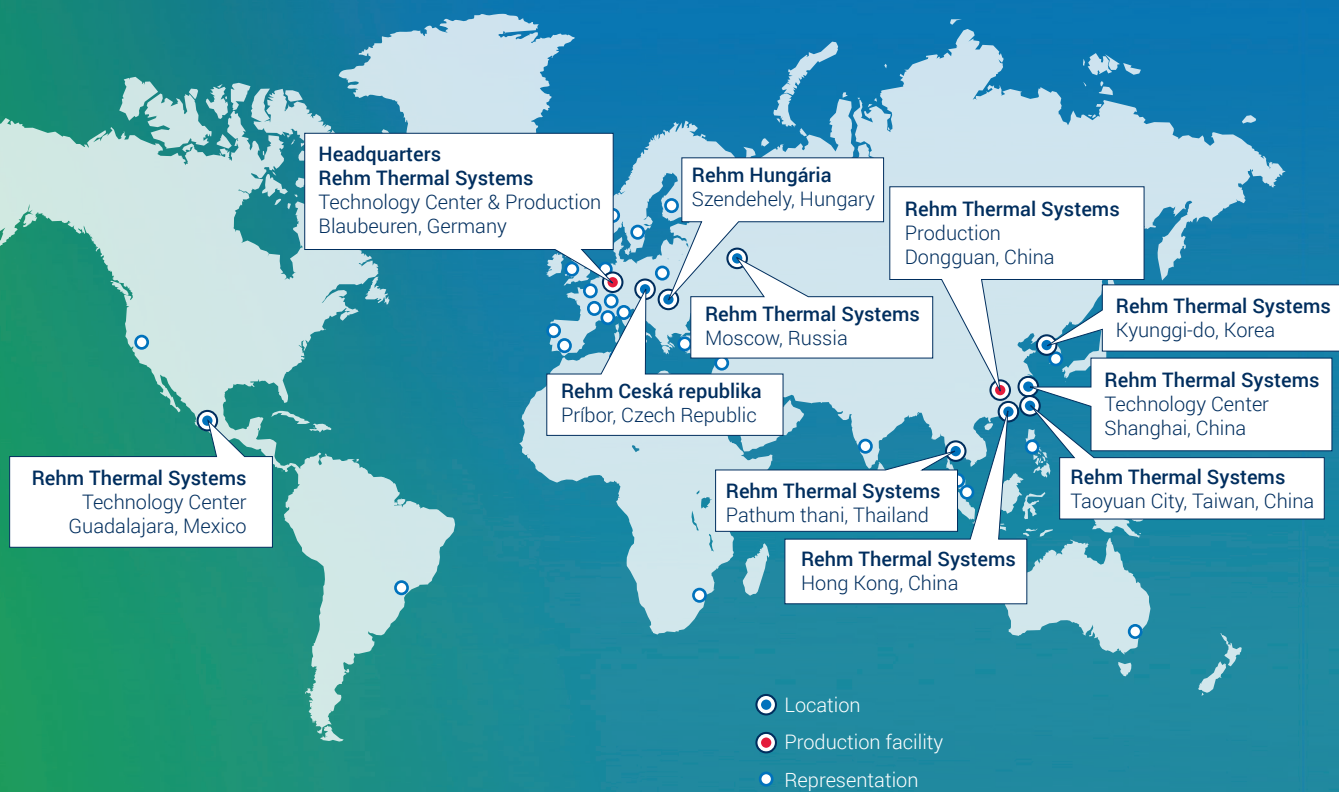 Headquarters
Rehm Thermal Systems
Technology Center & Production
Blaubeuren, Germany
Rehm Hungária
Szendehely, Hungary
Rehm Thermal Systems
Production
Dongguan, China
Rehm Thermal Systems
Moscow, Russia
Rehm Thermal Systems
Kyunggi-do, Korea
Rehm Ceská republika
Príbor, Czech Republic
Rehm Thermal Systems
Technology Center
Shanghai, China
Rehm Thermal Systems
Technology Center
Guadalajara, Mexico
Rehm Thermal Systems
Pathum thani, Thailand
Rehm Thermal Systems
Taoyuan City, Taiwan, China
Rehm Thermal Systems
Hong Kong, China
Location
Production facility
Representation